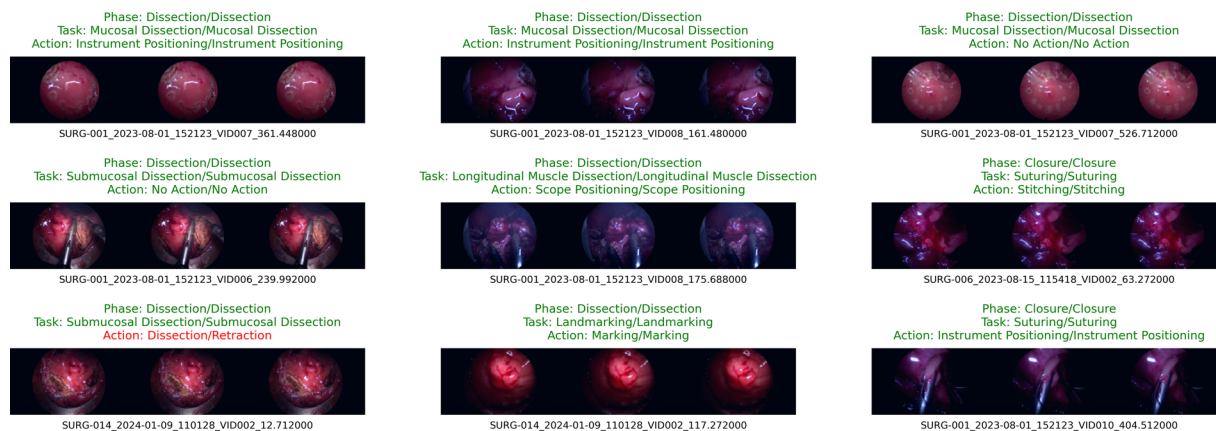 Phase: Dissection/Dissection
Task: Mucosal Dissection/Mucosal Dissection
Action: Instrument Positioning/Instrument Positioning
SURG-001_2023-08-01_152123_VID007_361.448000
Phase: Dissection/Dissection
Task: Mucosal Dissection/Mucosal Dissection
Action: Instrument Positioning/Instrument Positioning
SURG-001_2023-08-01_152123_VID008_161.480000
Phase: Dissection/Dissection
Task: Mucosal Dissection/Mucosal Dissection
Action: No Action/No Action
SURG-001_2023-08-01_152123_VID007_526.712000
Phase: Dissection/Dissection
Task: Submucosal Dissection/Submucosal Dissection
Action: No Action/No Action
SURG-001_2023-08-01_152123_VID006_239.992000
Phase: Dissection/Dissection
Task: Longitudinal Muscle Dissection/Longitudinal Muscle Dissection
Action: Scope Positioning/Scope Positioning
SURG-001_2023-08-01_152123_VID008_175.688000
Phase: Closure/Closure
Task: Suturing/Suturing
Action: Stitching/Stitching
SURG-006_2023-08-15_115418_VID002_63.272000
Phase: Dissection/Dissection
Task: Submucosal Dissection/Submucosal Dissection
Action: Dissection/Retraction
SURG-014_2024-01-09_110128_VID002_12.712000
Phase: Dissection/Dissection
Task: Landmarking/Landmarking
Action: Marking/Marking
SURG-014_2024-01-09_110128_VID002_117.272000
Phase: Closure/Closure
Task: Suturing/Suturing
Action: Instrument Positioning/Instrument Positioning
SURG-001_2023-08-01_152123_VID010_404.512000